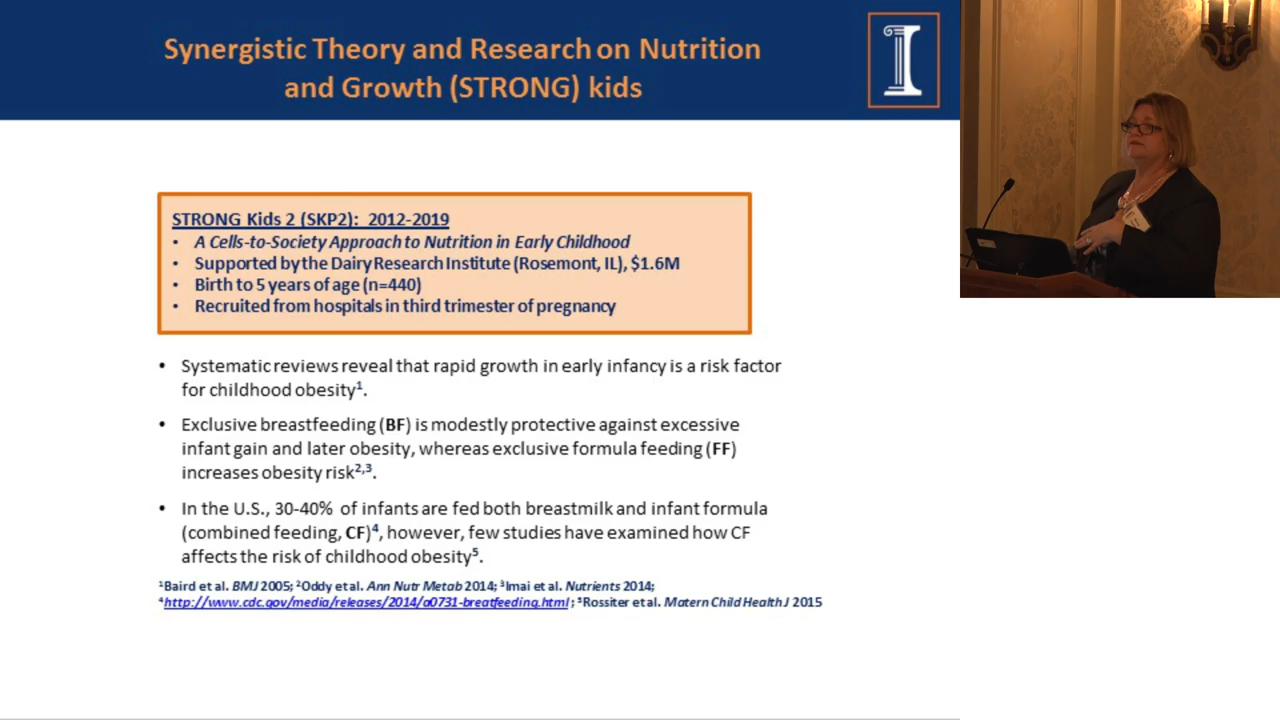 Synergistic Theory and Research on Nutrition
and Growth (STRONG) kids
STRONG Kids 2 (SKP2): 2012-2019
• A Cells-to-Society Approach to Nutrition in Early Childhood
• Supported by the Dairy Research Institute (Rosemont, IL), $1.6M
• Birth to 5 years of age (n=440)
• Recruited from hospitals in third trimester of pregnancy
• Systematic reviews reveal that rapid growth in early infancy is a risk factor
for childhood obesity¹.
• Exclusive breastfeeding (BF) is modestly protective against excessive
infant gain and later obesity, whereas exclusive formula feeding (FF)
increases obesity risk²,³.
• In the U.S., 30-40% of infants are fed both breastmilk and infant formula
(combined feeding, CF)⁴, however, few studies have examined how CF
affects the risk of childhood obesity⁵.
¹Baird et al. BMJ 2005; ²Oddy et al. Ann Nutr Metab 2014; ³Imai et al. Nutrients 2014;
⁴http://www.cdc.gov/media/releases/2014/a0731-breatfeeding.html ; ⁵Rossiter et al. Matern Child Health J 2015